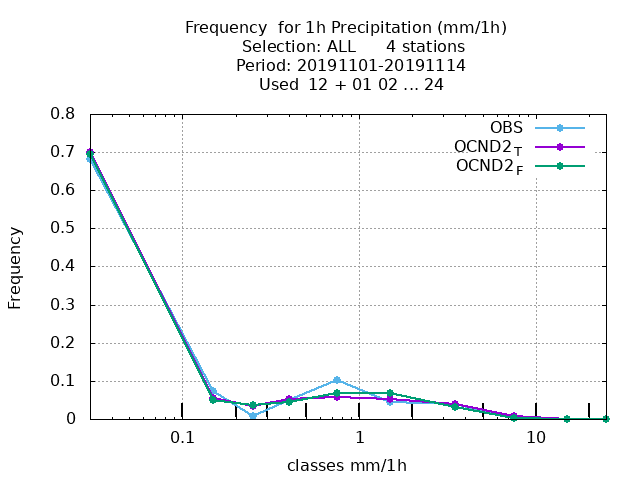 Frequency  for 1h Precipitation (mm/1h)
Selection: ALL      4 stations
Period: 20191101-20191114
Used  12 + 01 02 ... 24
0.8
0.7
0.6
0.5
0.4
0.3
0.2
0.1
0
Frequency
OBS
OCND2T
OCND2F
0.1 1 10
classes mm/1h